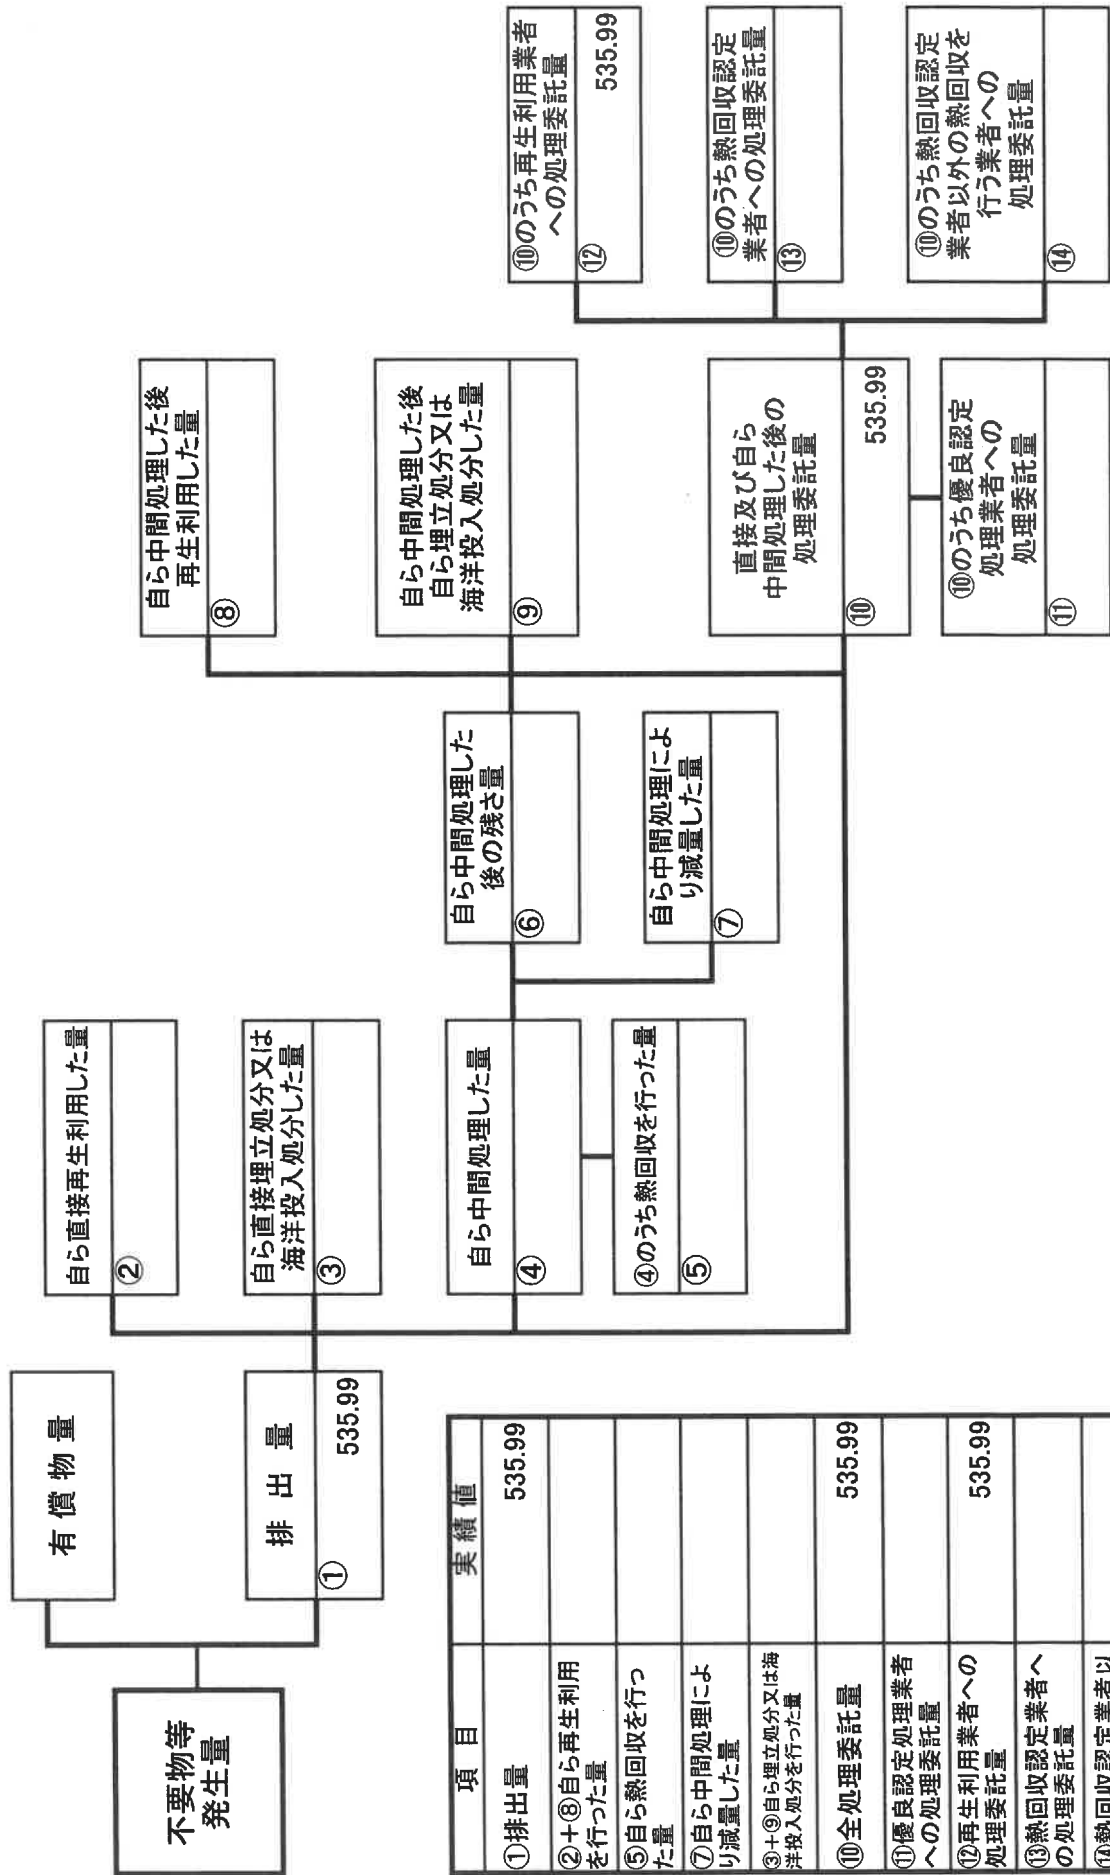 不要物等
発生量
有償物量
排出量
①
535.99
自ら直接再生利用した量
②
自ら直接埋立処分又は
海洋投入処分した量
③
自ら中間処理した量
④
④のうち熱回収を行った量
⑤
自ら中間処理した
後の残さ量
⑥
自ら中間処理によ
り減量した量
⑦
自ら中間処理した後
再生利用した量
⑧
自ら中間処理した後
自ら埋立処分又は
海洋投入処分した量
⑨
直接及び自ら
中間処理した後の
処理委託量
⑩
535.99
⑩のうち優良認定
処理業者への
処理委託量
⑪
⑩のうち再生利用業者
への処理委託量
⑫
535.99
⑩のうち熱回収認定
業者への処理委託量
⑬
⑩のうち熱回収認定
業者以外の熱回収を
行う業者への
処理委託量
⑭
項目 実績値
①排出量 535.99
②+⑧自ら再生利用
を行った量
⑤自ら熱回収を行っ
た量
⑦自ら中間処理によ
り減量した量
③+⑨自ら埋立処分又は海
洋投入処分を行った量
⑩全処理委託量 535.99
⑪優良認定処理業者
への処理委託量
⑫再生利用業者への
処理委託量 535.99
⑬熱回収認定業者へ
の処理委託量
⑭熱回収認定業者以